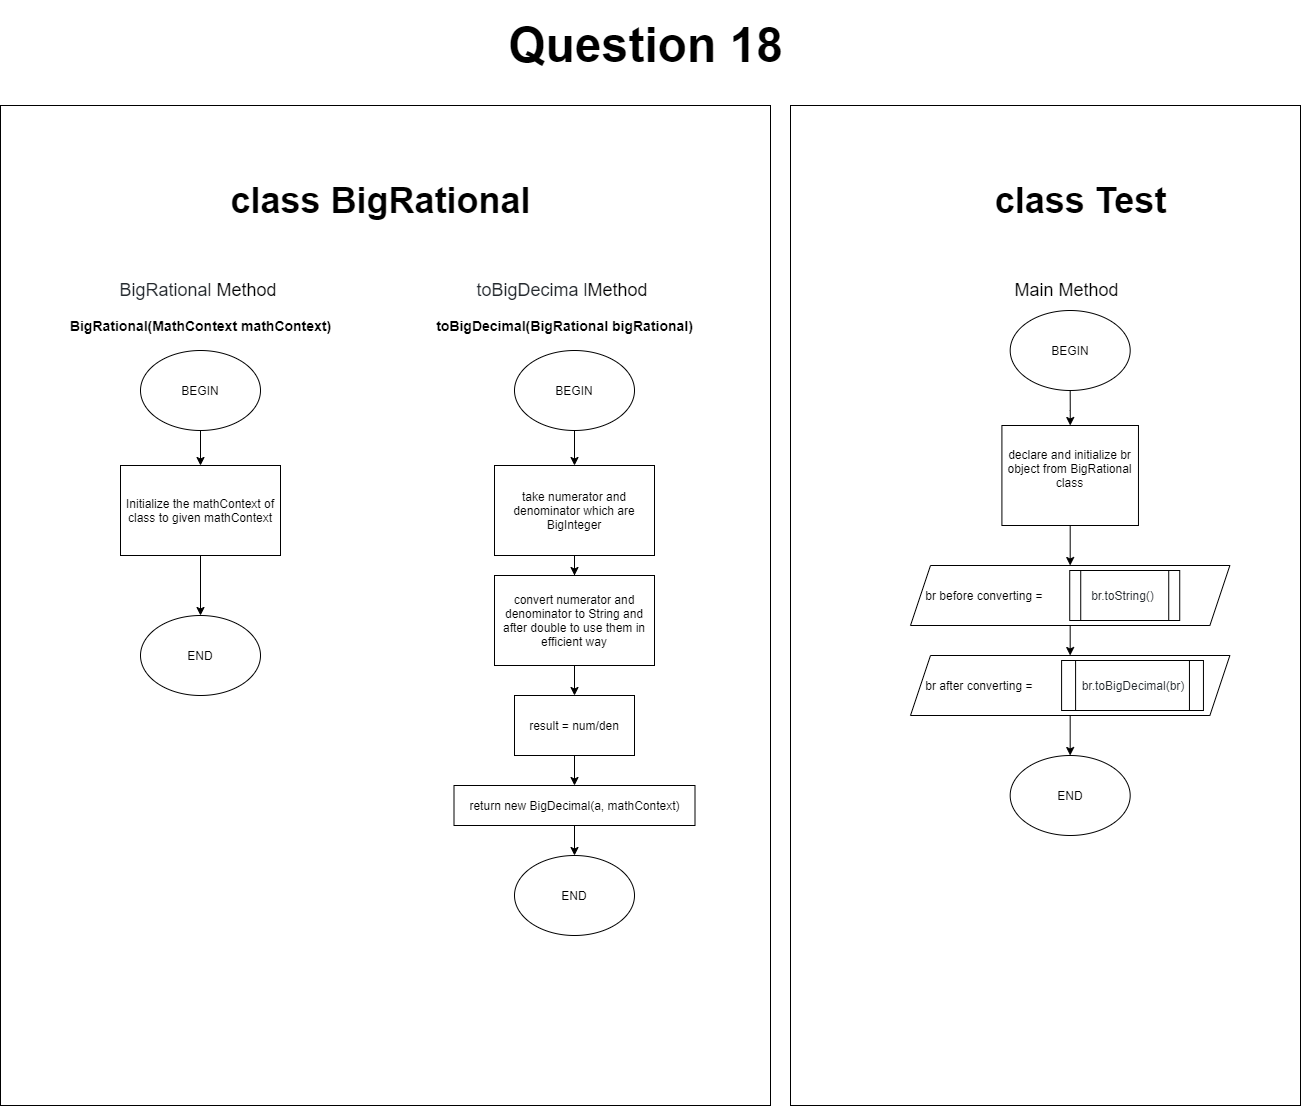 Question 18
class BigRational
BigRational Method
BigRational(MathContext mathContext)
BEGIN
Initialize the mathContext of
class to given mathContext
END
toBigDecima lMethod
toBigDecimal(BigRational bigRational)
BEGIN
take numerator and
denominator which are
BigInteger
convert numerator and
denominator to String and
after double to use them in
efficient way
result = num/den
return new BigDecimal(a, mathContext)
END
class Test
Main Method
BEGIN
declare and initialize br
object from BigRational
class
br before converting = br.toString()
br after converting = br.toBigDecimal(br)
END